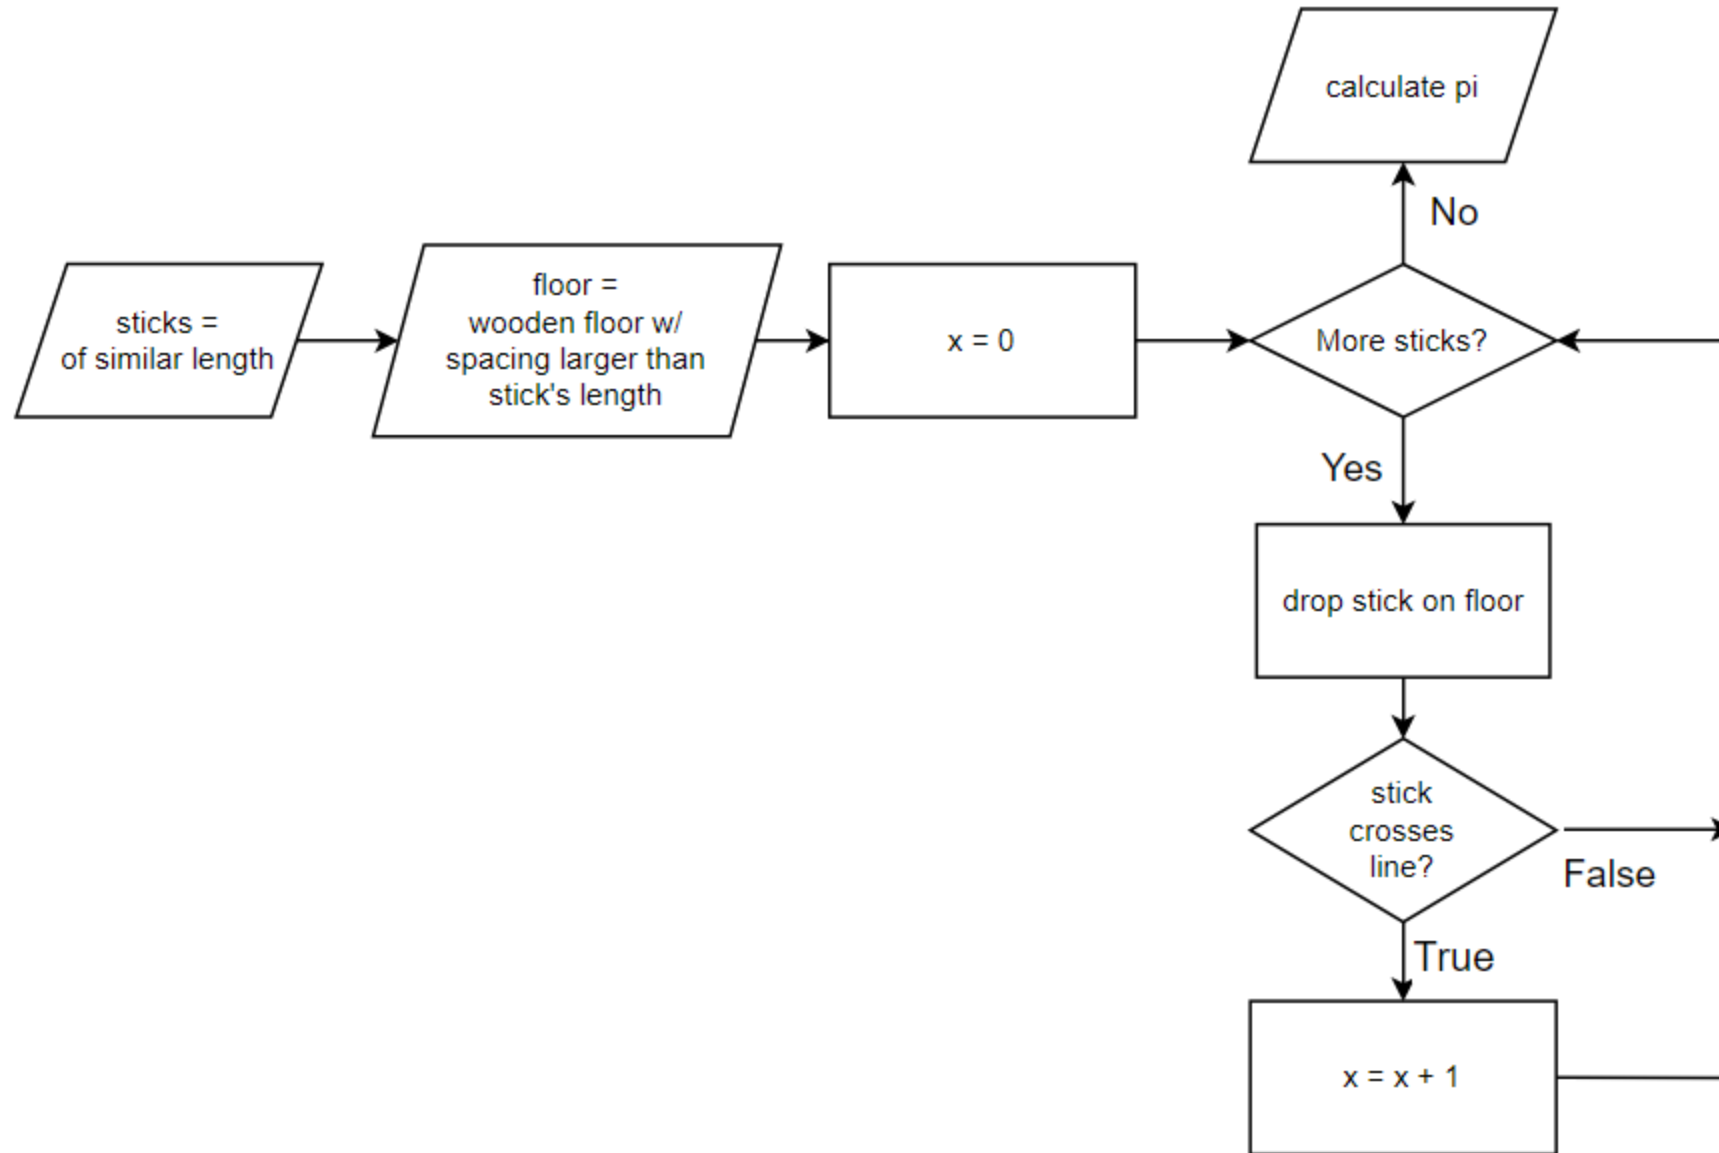 calculate pi
No
sticks =
of similar length
floor =
wooden floor w/
spacing larger than
stick's length
x = 0
More sticks?
Yes
drop stick on floor
stick
crosses
line?
False
True
x = x + 1